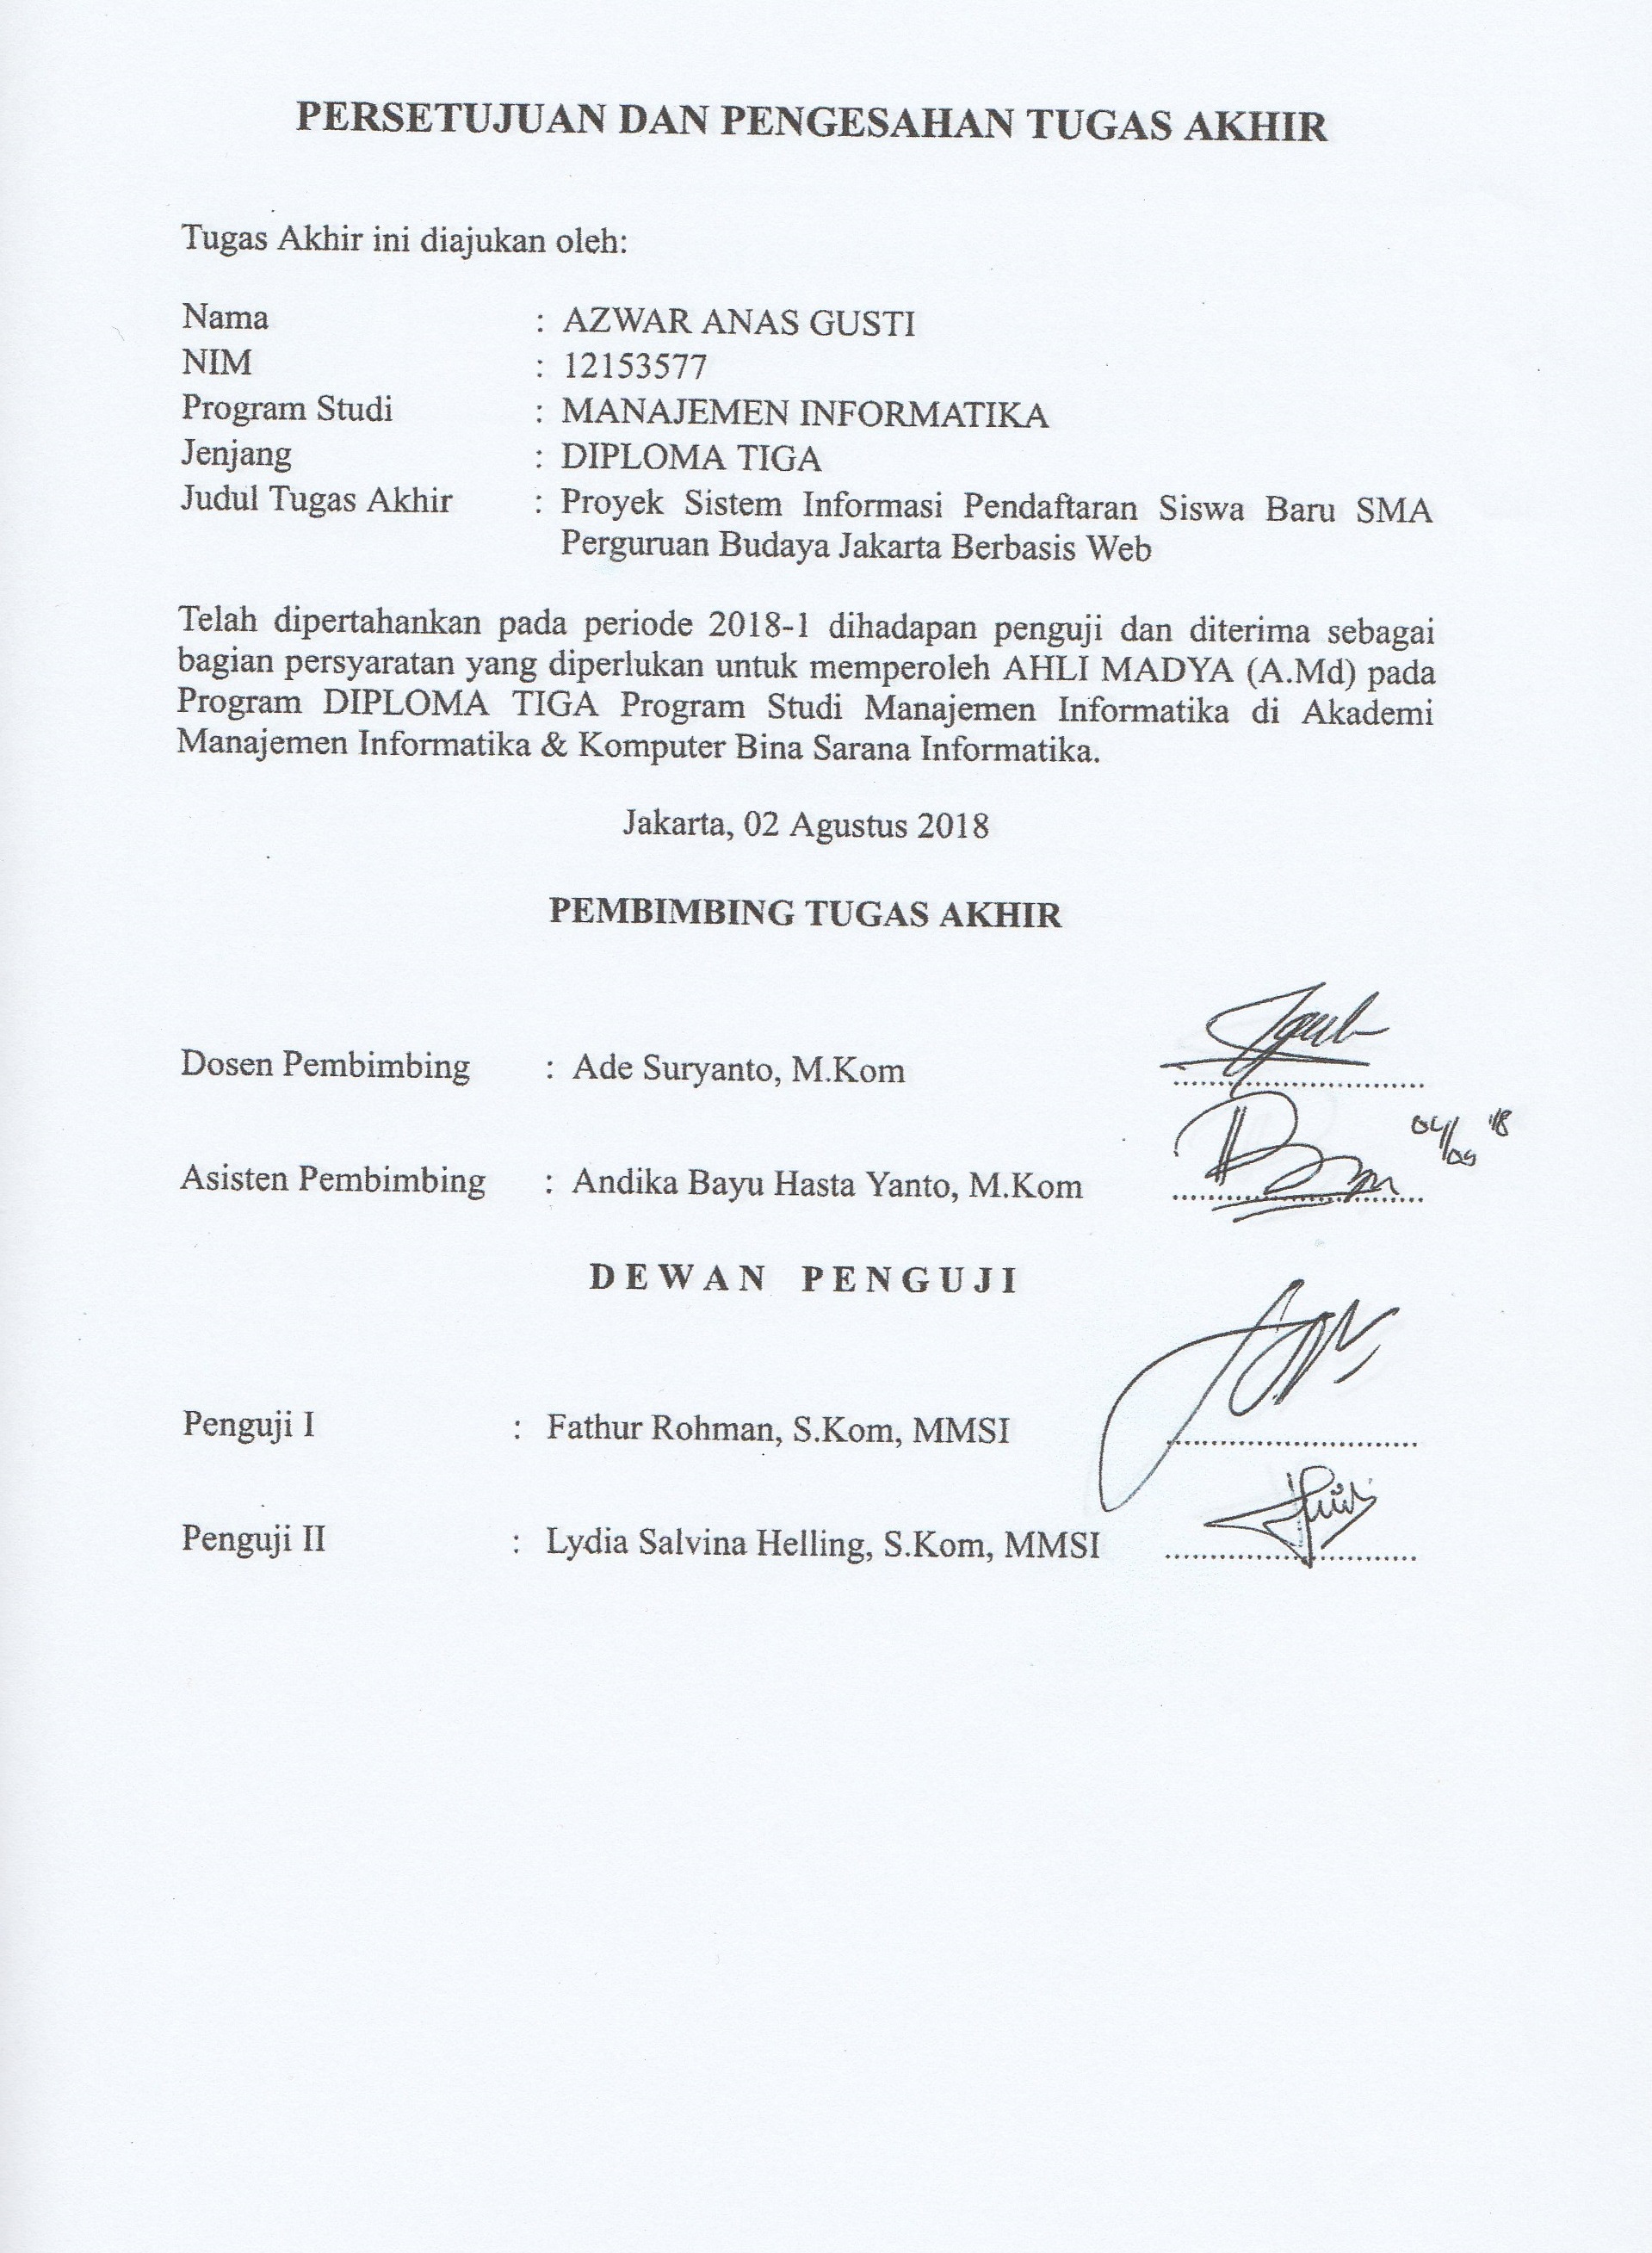 PERSETUJUAN DAN PENGESAHAN TUGAS AKHIR
Tugas Akhir ini diajukan oleh:
Nama : AZWAR ANAS GUSTI
NIM : 12153577
Program Studi : MANAJEMEN INFORMATIKA
Jenjang : DIPLOMA TIGA
Judul Tugas Akhir : Proyek Sistem Informasi Pendaftaran Siswa Baru SMA
Perguruan Budaya Jakarta Berbasis Web
Telah dipertahankan pada periode 2018-1 dihadapan penguji dan diterima sebagai
bagian persyaratan yang diperlukan untuk memperoleh AHLI MADYA (A.Md) pada
Program DIPLOMA TIGA Program Studi Manajemen Informatika di Akademi
Manajemen Informatika & Komputer Bina Sarana Informatika.
Jakarta, 02 Agustus 2018
PEMBIMBING TUGAS AKHIR
Dosen Pembimbing : Ade Suryanto, M.Kom
Asisten Pembimbing : Andika Bayu Hasta Yanto, M.Kom
DEWAN PENGUJI
Penguji I : Fathur Rohman, S.Kom, MMSI
Penguji II : Lydia Salvina Helling, S.Kom, MMSI